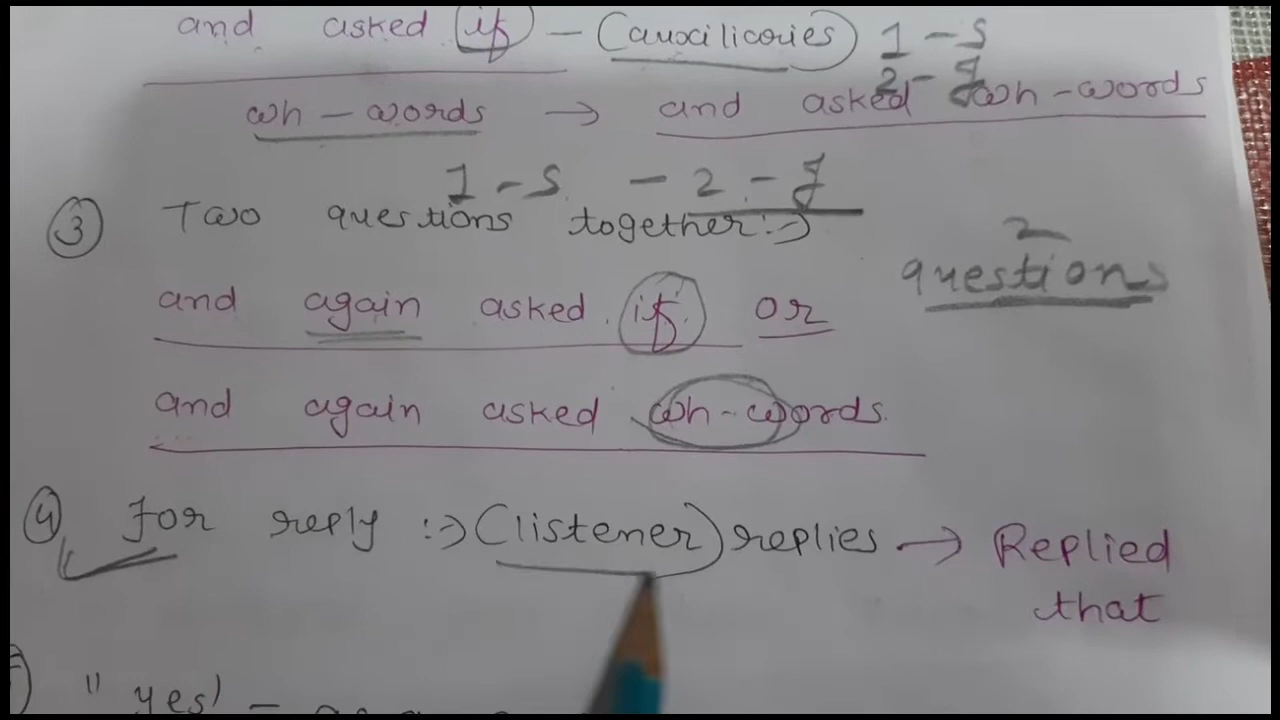 and asked if – (auxilicories) 1 – S
2 – J
wh – words → and asked wh – words
1 – S – 2 – J
③ Two questions together :⇒
2
questions
and again asked if or
and again asked wh – words.
④ For reply :⇒ (listener) replies → Replied
that
" yes" –